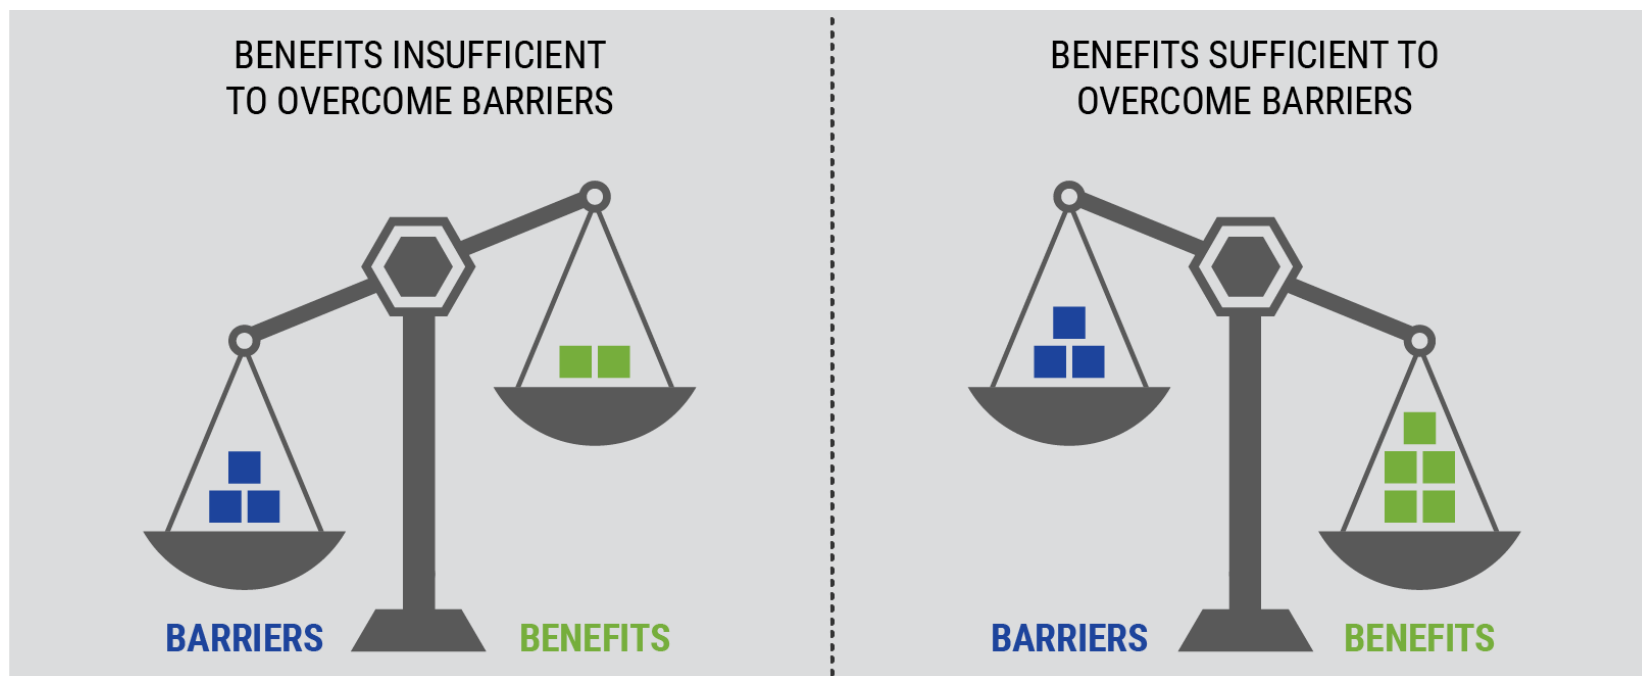 BENEFITS INSUFFICIENT
TO OVERCOME BARRIERS
BARRIERS
BENEFITS
BENEFITS SUFFICIENT TO
OVERCOME BARRIERS
BARRIERS
BENEFITS